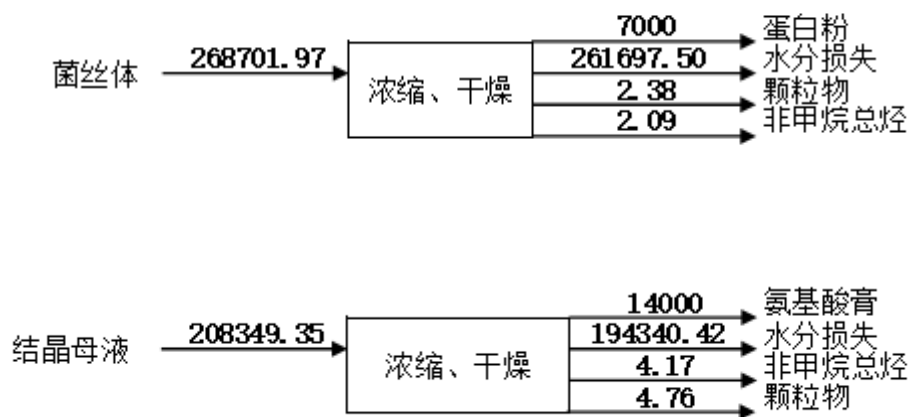 7000 蛋白粉
菌丝体 268701.97 浓缩、干燥 261697.50 水分损失
2.38 颗粒物
2.09 非甲烷总烃
14000 氨基酸膏
结晶母液 208349.35 浓缩、干燥 194340.42 水分损失
4.17 非甲烷总烃
4.76 颗粒物